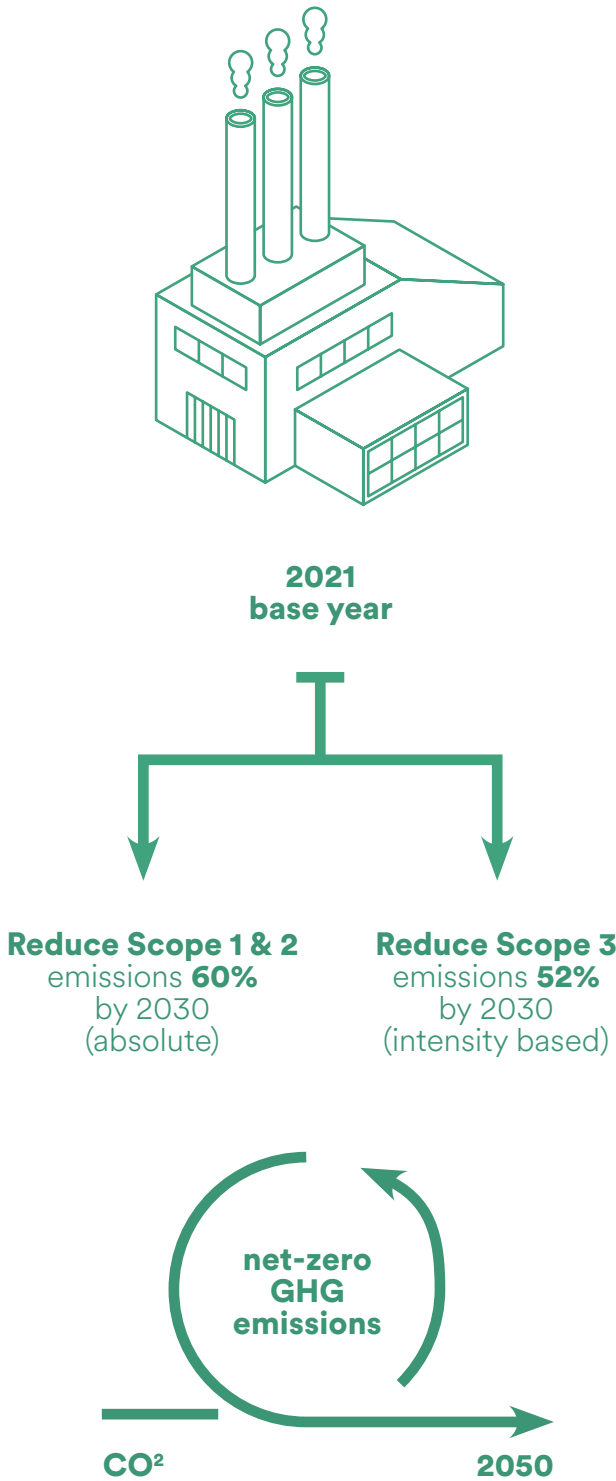 2021
base year
Reduce Scope 1 & 2
emissions 60%
by 2030
(absolute)
Reduce Scope 3
emissions 52%
by 2030
(intensity based)
net-zero
GHG
emissions
CO²
2050